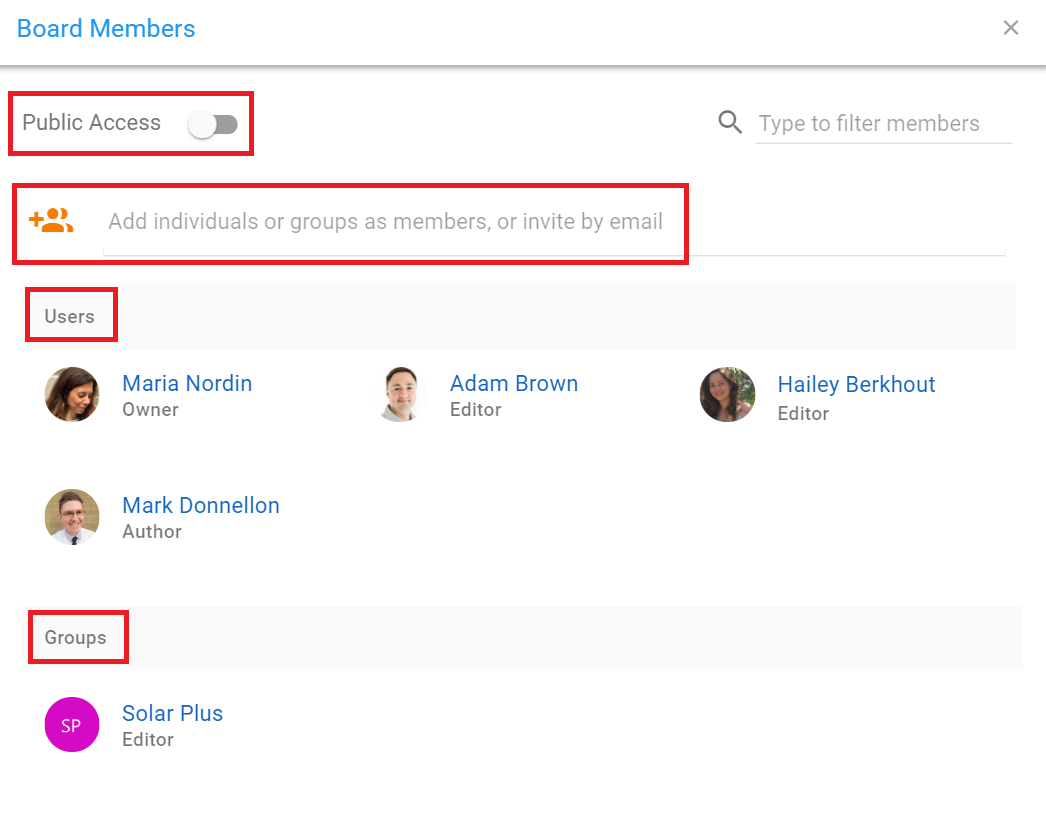 Board Members
Public Access
Type to filter members
Add individuals or groups as members, or invite by email
Users
Maria Nordin
Owner
Adam Brown
Editor
Hailey Berkhout
Editor
Mark Donnellon
Author
Groups
SP
Solar Plus
Editor